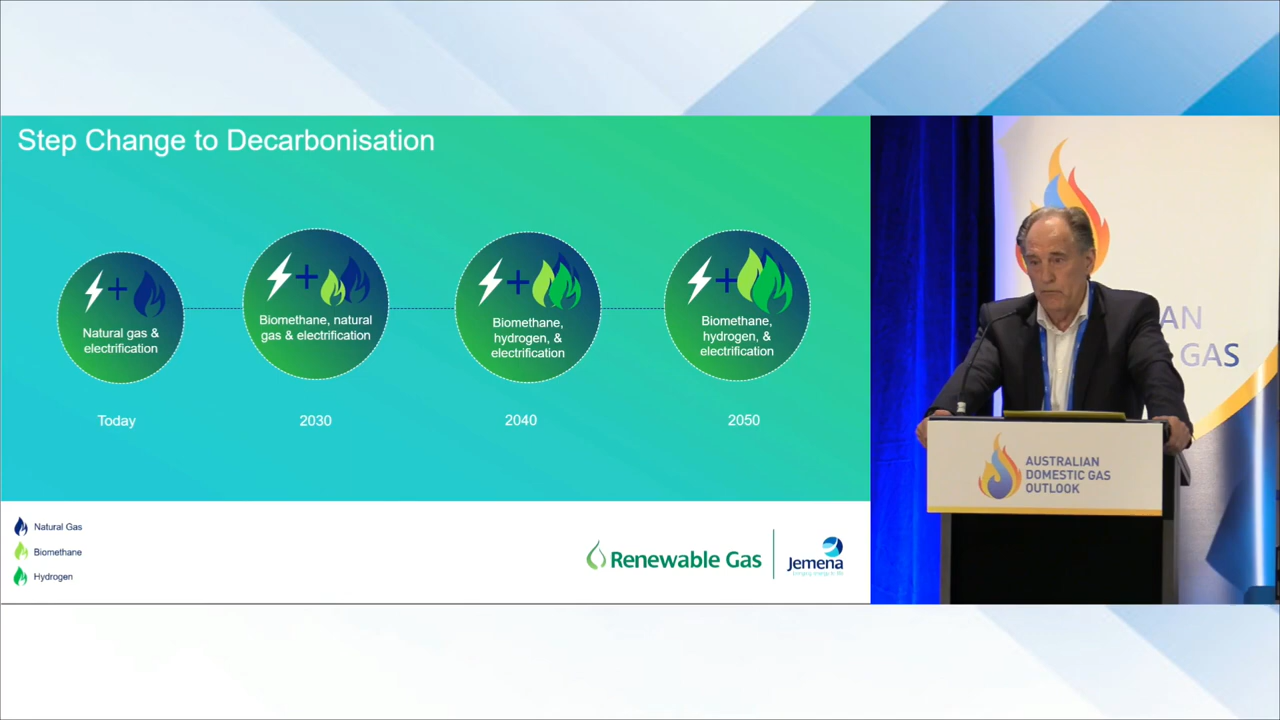 Step Change to Decarbonisation
Natural gas &
electrification
Biomethane, natural
gas & electrification
Biomethane,
hydrogen, &
electrification
Biomethane,
hydrogen, &
electrification
Today
2030
2040
2050
Natural Gas
Biomethane
Hydrogen
Renewable Gas
Jemena
AN
GAS
AUSTRALIAN
DOMESTIC GAS
OUTLOOK